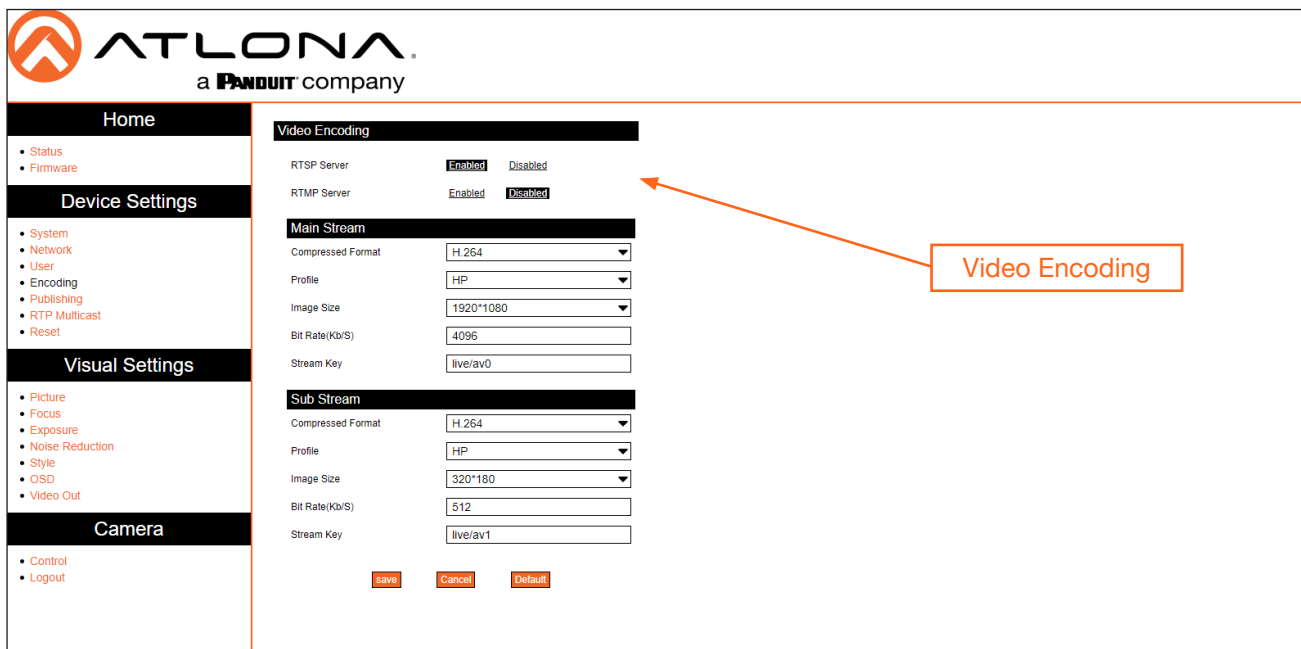 ATLONA.
a PANDUIT company
Home
• Status
• Firmware
Device Settings
• System
• Network
• User
• Encoding
• Publishing
• RTP Multicast
• Reset
Visual Settings
• Picture
• Focus
• Exposure
• Noise Reduction
• Style
• OSD
• Video Out
Camera
• Control
• Logout
Video Encoding
RTSP Server Enabled Disabled
RTMP Server Enabled Disabled
Main Stream
Compressed Format H.264
Profile HP
Image Size 1920*1080
Bit Rate(Kb/S) 4096
Stream Key live/av0
Sub Stream
Compressed Format H.264
Profile HP
Image Size 320*180
Bit Rate(Kb/S) 512
Stream Key live/av1
save Cancel Default
Video Encoding